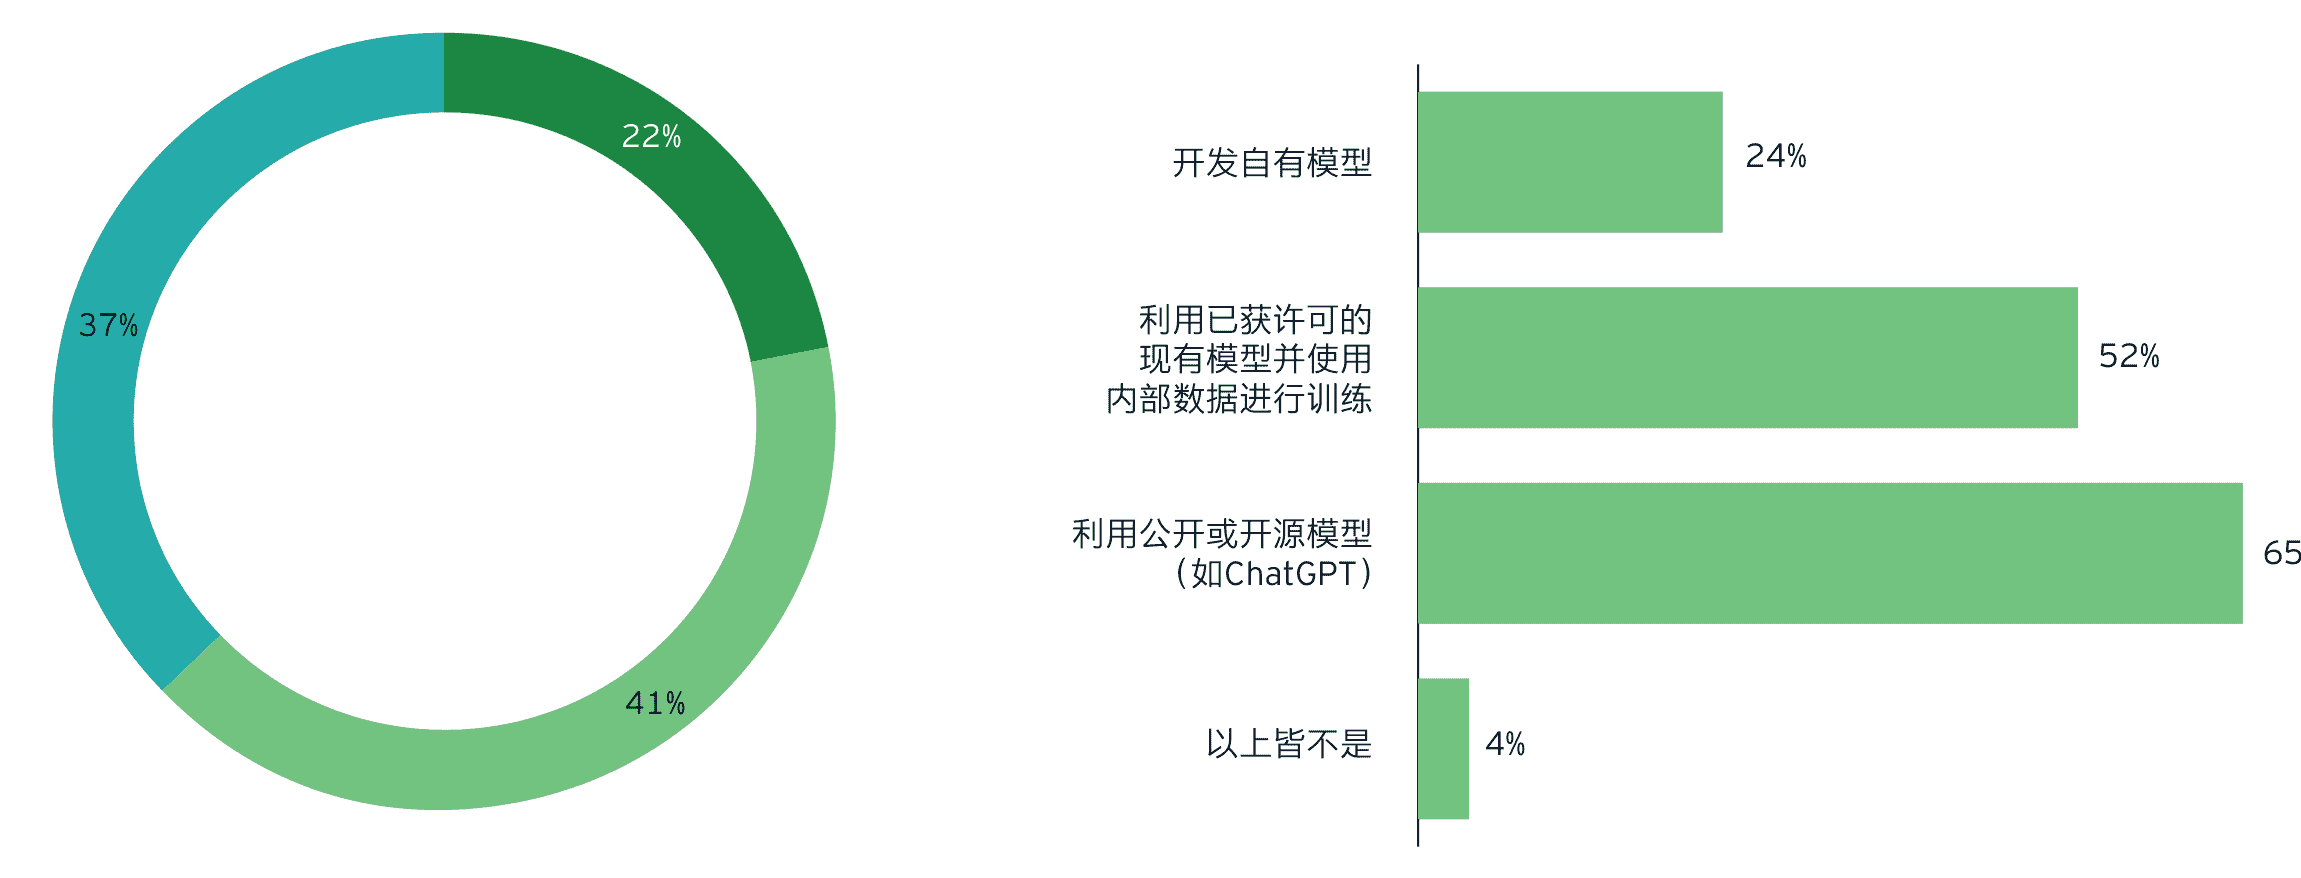 22%
37%
41%
开发自有模型
24%
利用已获许可的
现有模型并使用
内部数据进行训练
52%
利用公开或开源模型
（如ChatGPT）
65
以上皆不是
4%